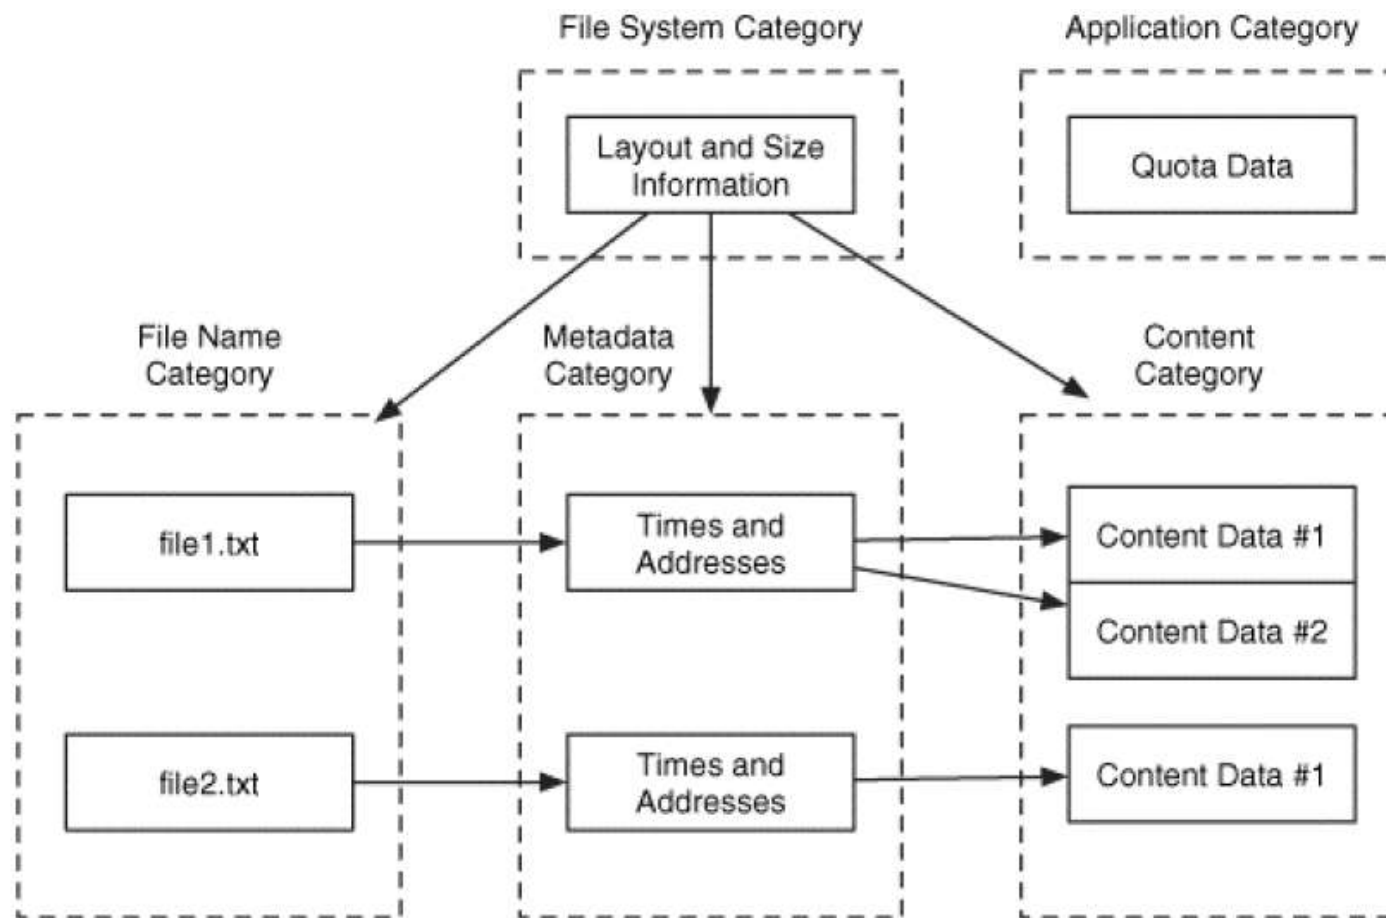 File System Category
Application Category
Layout and Size
Information
Quota Data
File Name
Category
Metadata
Category
Content
Category
file1.txt
Times and
Addresses
Content Data #1
Content Data #2
file2.txt
Times and
Addresses
Content Data #1